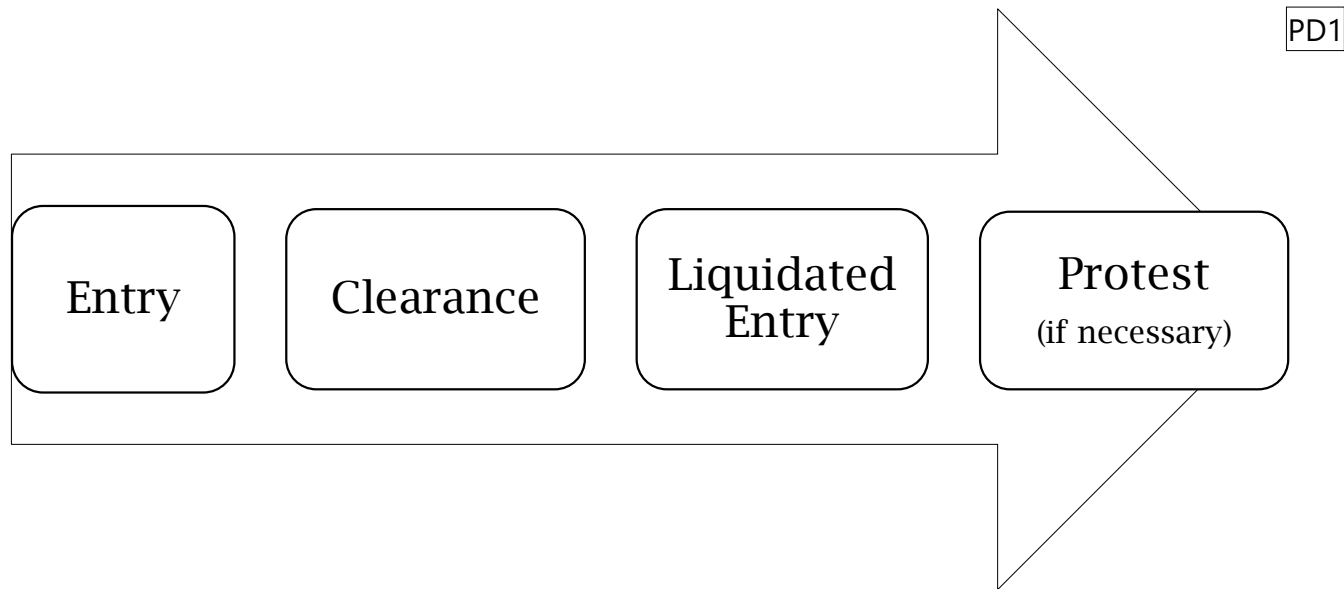 PD1
Entry
Clearance
Liquidated
Entry
Protest
(if necessary)